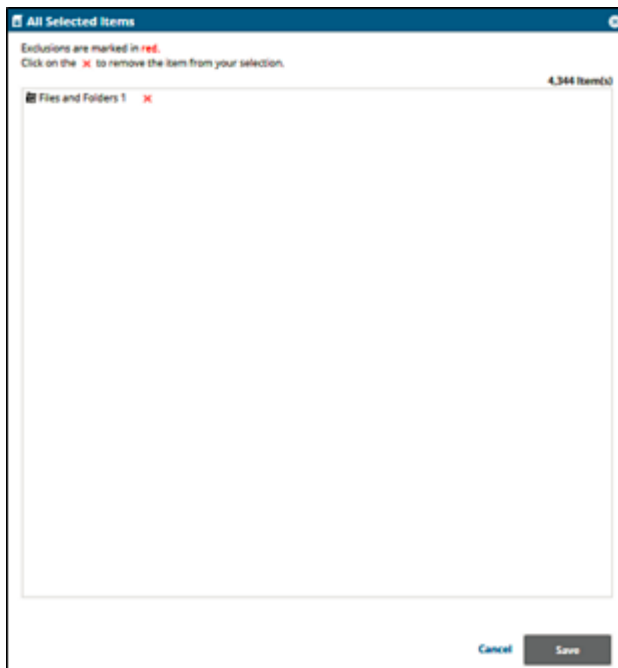 All Selected Items
Exclusions are marked in red.
Click on the × to remove the item from your selection.
4,344 Item(s)
Files and Folders 1 ×
Cancel Save